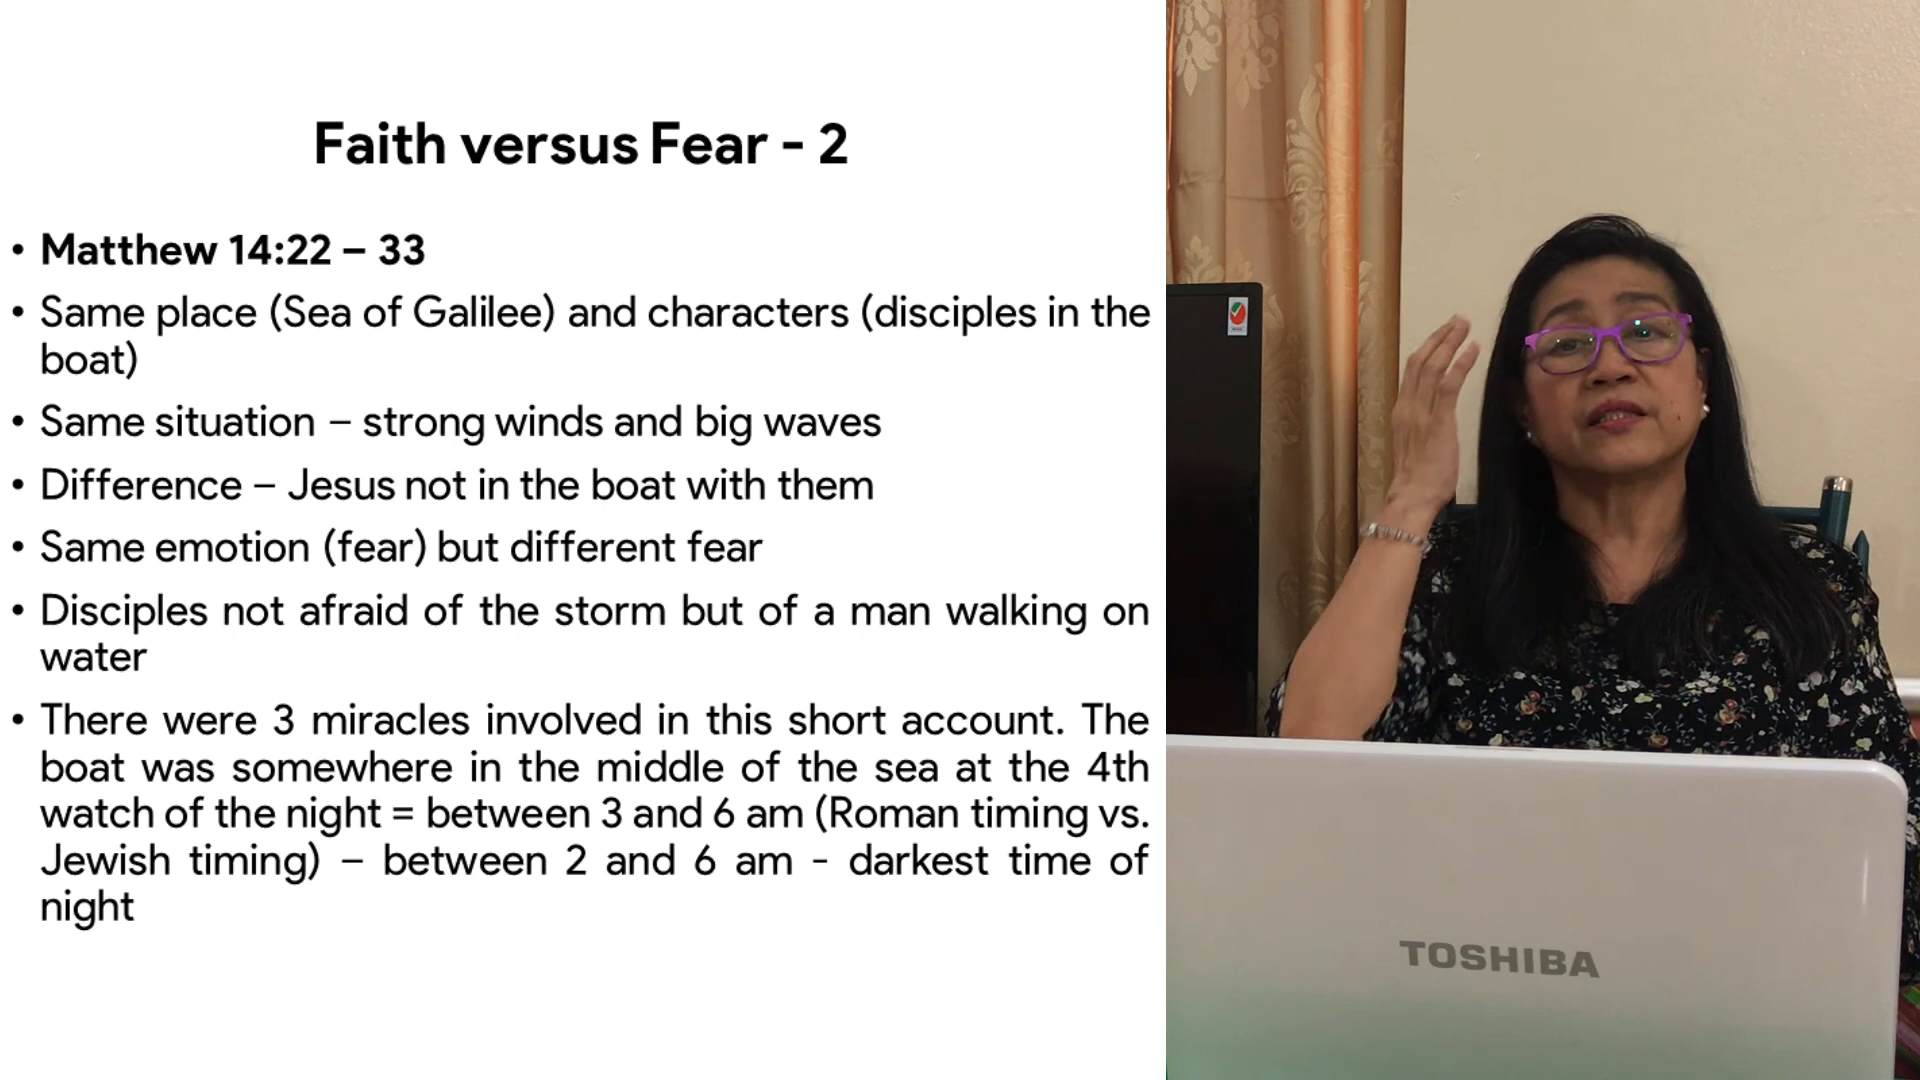 Faith versus Fear - 2
• Matthew 14:22 – 33
• Same place (Sea of Galilee) and characters (disciples in the
boat)
• Same situation – strong winds and big waves
• Difference – Jesus not in the boat with them
• Same emotion (fear) but different fear
• Disciples not afraid of the storm but of a man walking on
water
• There were 3 miracles involved in this short account. The
boat was somewhere in the middle of the sea at the 4th
watch of the night = between 3 and 6 am (Roman timing vs.
Jewish timing) – between 2 and 6 am - darkest time of
night
TOSHIBA